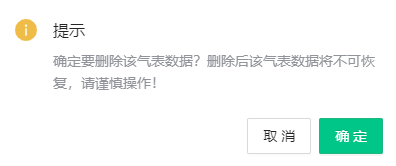 提示
确定要删除该气表数据？删除后该气表数据将不可恢
复，请谨慎操作！
取 消
确 定